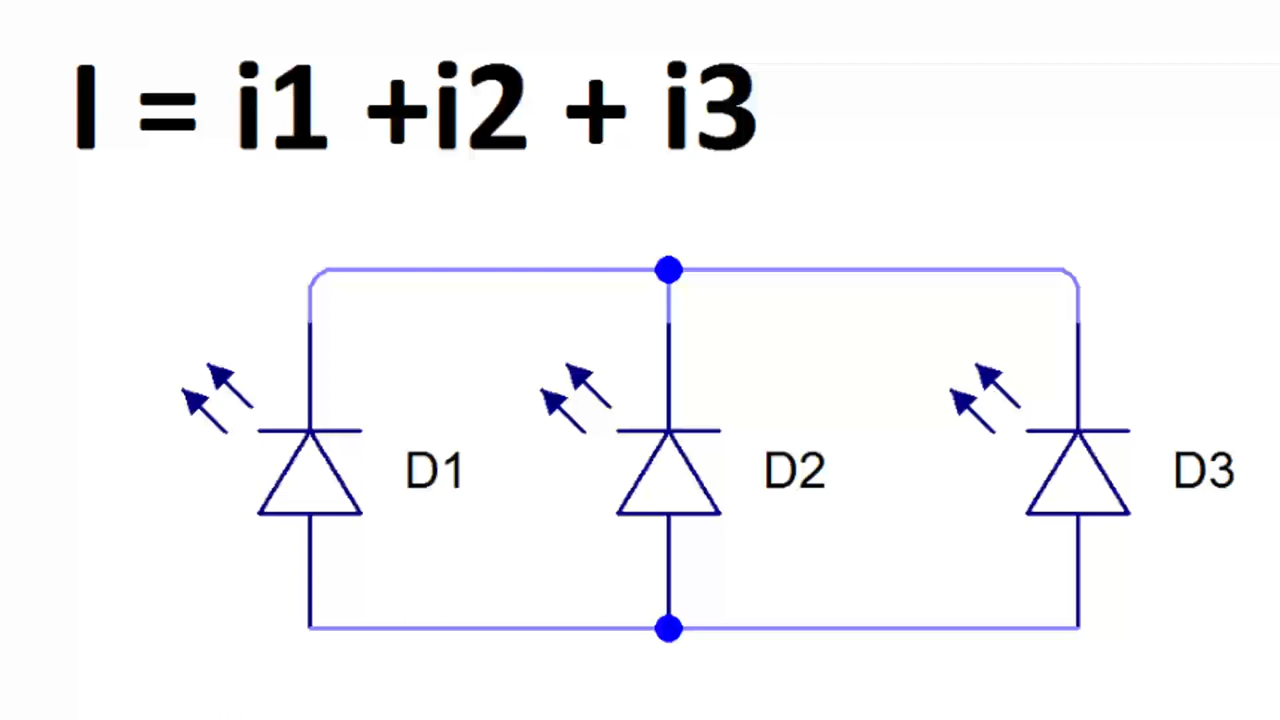 I = i1 +i2 + i3
D1 D2 D3